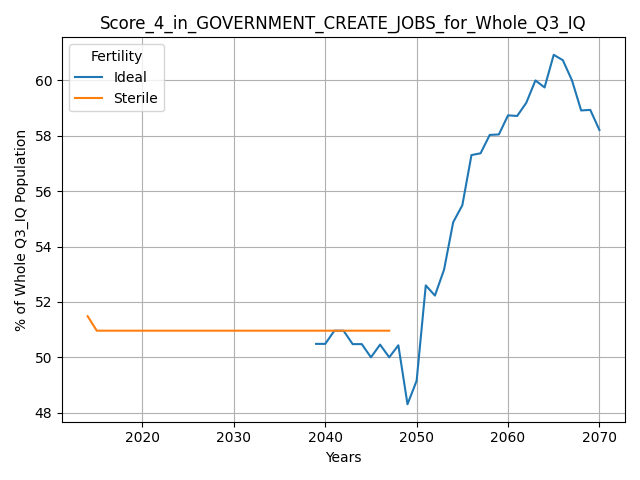 Score_4_in_GOVERNMENT_CREATE_JOBS_for_Whole_Q3_IQ
Fertility
Ideal
Sterile
% of Whole Q3_IQ Population
60
58
56
54
52
50
48
2020
2030
2040
2050
2060
2070
Years